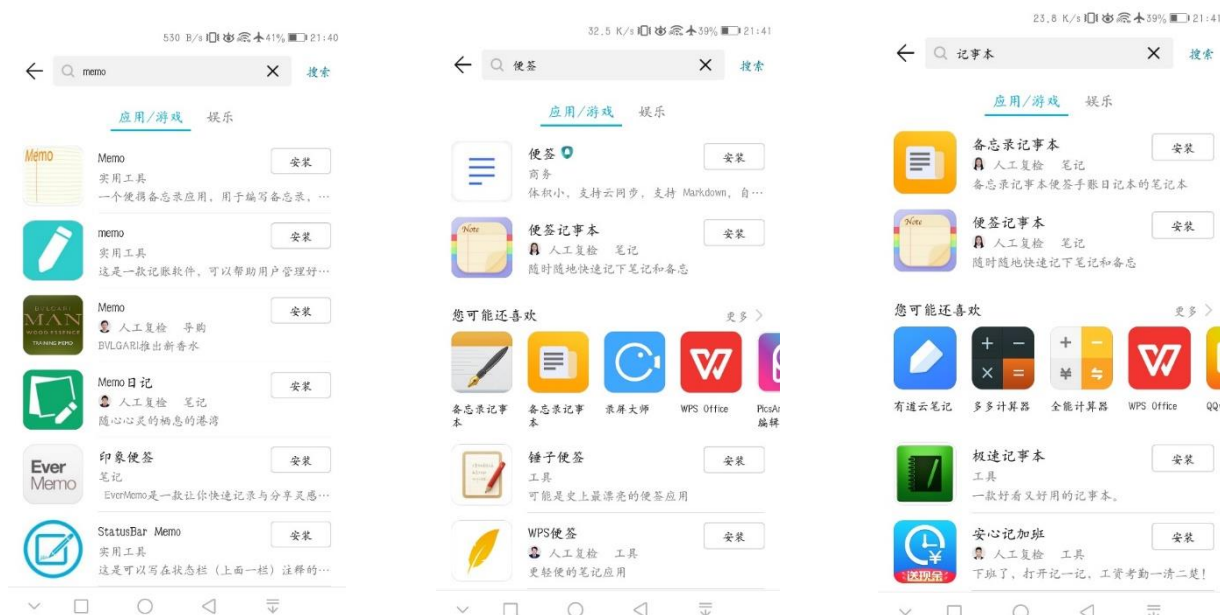 530 B/s 41% 21:40
memo
搜索
应用/游戏 娱乐
Memo
Memo
安装
实用工具
一个便携备忘录应用，用于编写备忘录，…
memo
安装
实用工具
这是一款记账软件，可以帮助用户管理好…
BVLGARI
MAN
WOOD ESSENCE
TRAINING MEMO
Memo
安装
人工复检 导购
BVLGARI推出新香水
Memo日记
安装
人工复检 笔记
随心心灵的栖息的港湾
Ever
Memo
印象便签
安装
笔记
EverMemo是一款让你快速记录与分享灵感…
StatusBar Memo
安装
实用工具
这是可以写在状态栏（上面一栏）注释的…
32.5 K/s 39% 21:41
便签
搜索
应用/游戏 娱乐
便签
安装
商务
体积小、支持云同步，支持 Markdown，自…
Note
便签记事本
安装
人工复检 笔记
随时随地快速记下笔记和备忘
您可能还喜欢
更多
备忘录记事本
备忘录记事本
录屏大师
WPS Office
PicsAr
编辑
锤子便签
安装
工具
可能是史上最漂亮的便签应用
WPS便签
安装
人工复检 工具
更轻便的笔记应用
23.8 K/s 39% 21:41
记事本
搜索
应用/游戏 娱乐
备忘录记事本
安装
人工复检 笔记
备忘录记事本便签手账日记本的笔记本
Note
便签记事本
安装
人工复检 笔记
随时随地快速记下笔记和备忘
您可能还喜欢
更多
有道云笔记
多多计算器
全能计算器
WPS Office
QQ
极速记事本
安装
工具
一款好看又好用的记事本。
送现金
安心记加班
安装
人工复检 工具
下班了，打开记一记，工资考勤一清二楚！